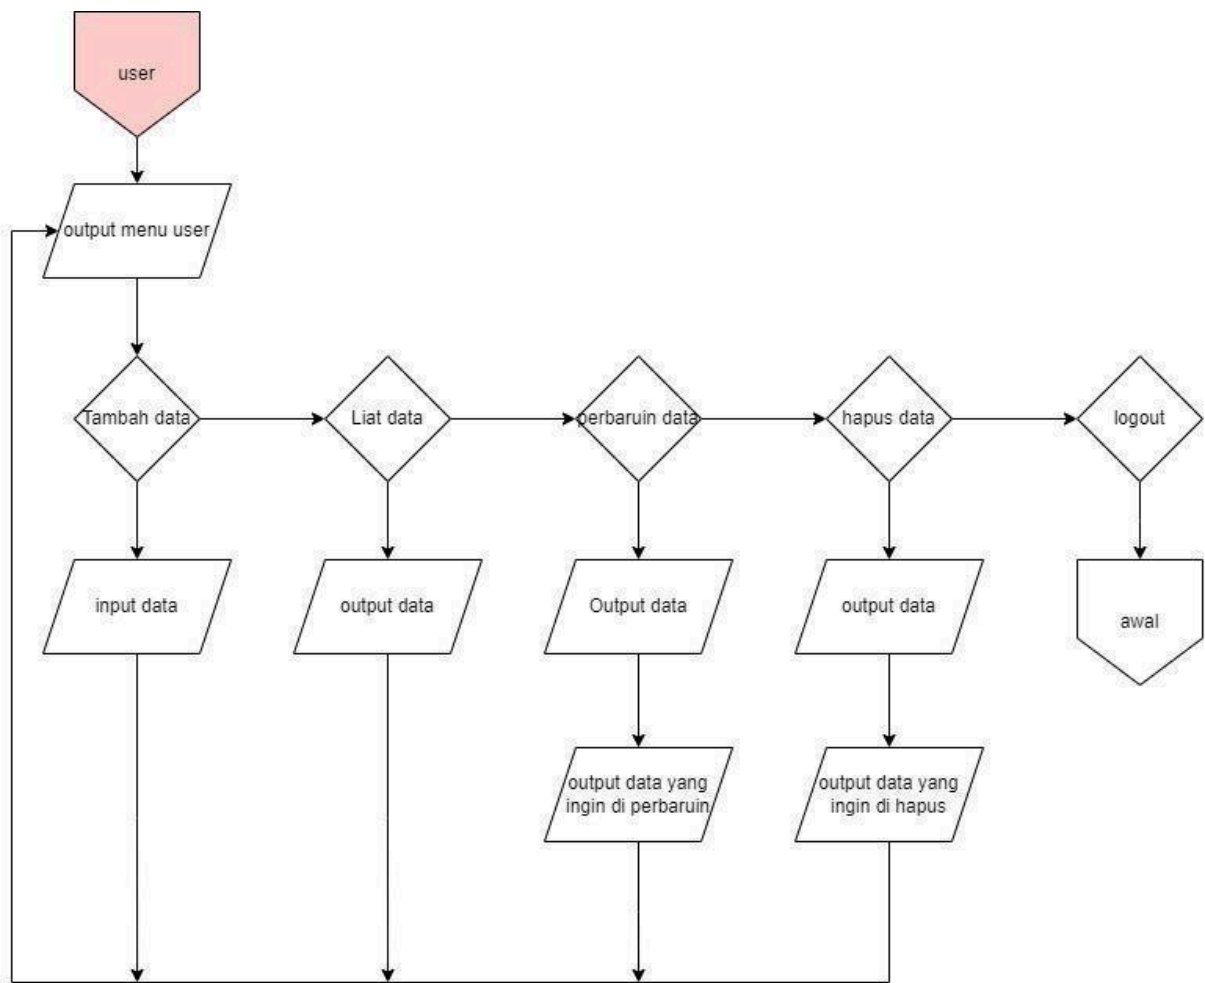 user
output menu user
Tambah data
Liat data
perbaruin data
hapus data
logout
input data
output data
Output data
output data
awal
output data yang
ingin di perbaruin
output data yang
ingin di hapus